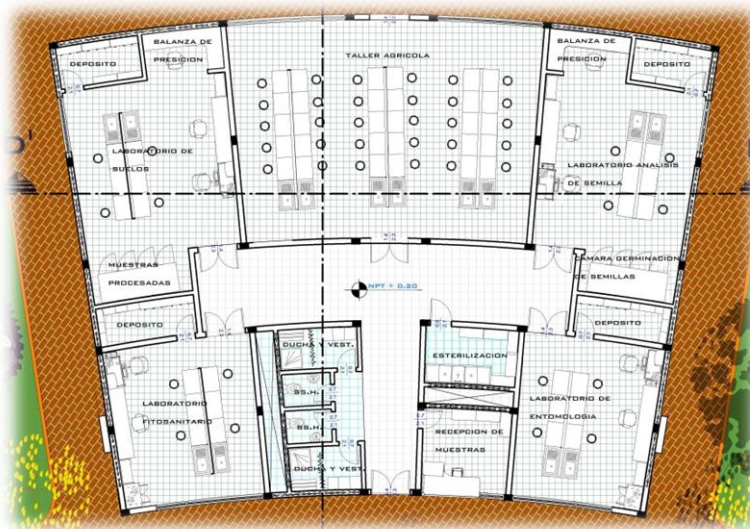 BALANZA DE
PRESICION
DEPOSITO
TALLER AGRICOLA
BALANZA DE
PRESICION
DEPOSITO
LABORATORIO DE
SUELOS
LABORATORIO ANALISIS
DE SEMILLA
MUESTRAS
PROCESADAS
CAMARA GERMINACION
DE SEMILLAS
NPT + 0.20
DEPOSITO
DEPOSITO
DUCHA Y VEST.
ESTERILIZACION
SS.H.
LABORATORIO
FITOSANITARIO
LABORATORIO DE
ENTOMOLOGIA
SS.H.
RECEPCION DE
MUESTRAS
DUCHA Y VEST.